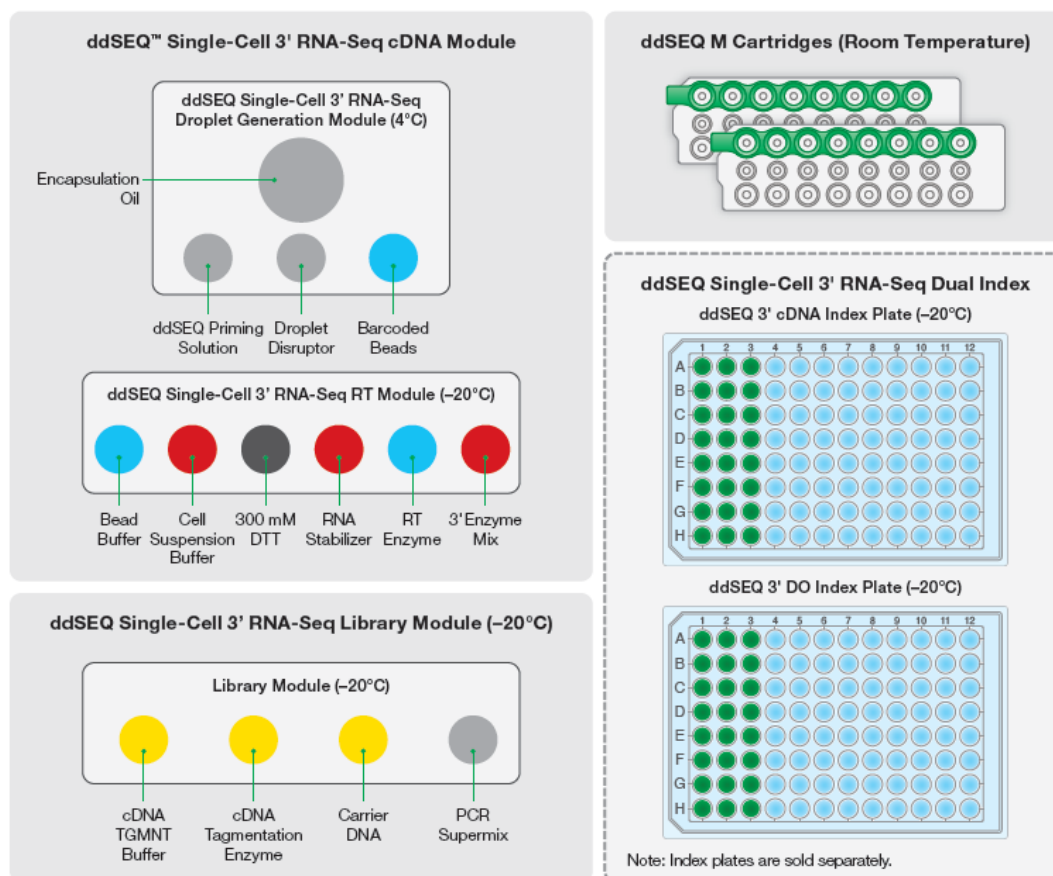 ddSEQ™ Single-Cell 3' RNA-Seq cDNA Module
ddSEQ Single-Cell 3’ RNA-Seq
Droplet Generation Module (4°C)
Encapsulation
Oil
ddSEQ Priming
Solution
Droplet
Disruptor
Barcoded
Beads
ddSEQ Single-Cell 3’ RNA-Seq RT Module (–20°C)
Bead
Buffer
Cell
Suspension
Buffer
300 mM
DTT
RNA
Stabilizer
RT
Enzyme
3' Enzyme
Mix
ddSEQ Single-Cell 3’ RNA-Seq Library Module (–20°C)
Library Module (–20°C)
cDNA
TGMNT
Buffer
cDNA
Tagmentation
Enzyme
Carrier
DNA
PCR
Supermix
ddSEQ M Cartridges (Room Temperature)
ddSEQ Single-Cell 3' RNA-Seq Dual Index
ddSEQ 3' cDNA Index Plate (–20°C)
1 2 3 4 5 6 7 8 9 10 11 12
A
B
C
D
E
F
G
H
ddSEQ 3' DO Index Plate (–20°C)
1 2 3 4 5 6 7 8 9 10 11 12
A
B
C
D
E
F
G
H
Note: Index plates are sold separately.